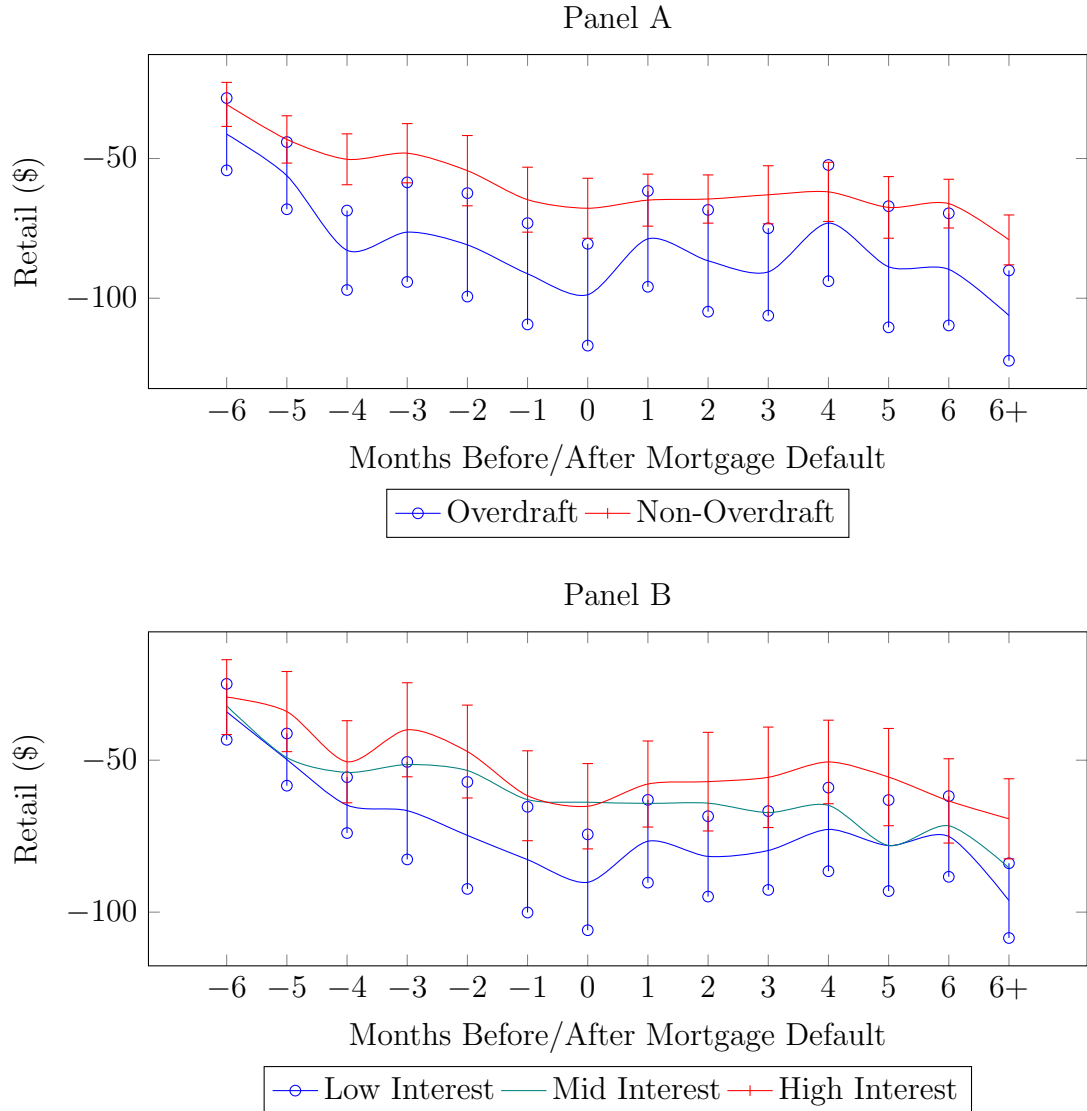 Panel A
Retail ($)
−50
−100
−6 −5 −4 −3 −2 −1 0 1 2 3 4 5 6 6+
Months Before/After Mortgage Default
Overdraft Non-Overdraft
Panel B
Retail ($)
−50
−100
−6 −5 −4 −3 −2 −1 0 1 2 3 4 5 6 6+
Months Before/After Mortgage Default
Low Interest Mid Interest High Interest